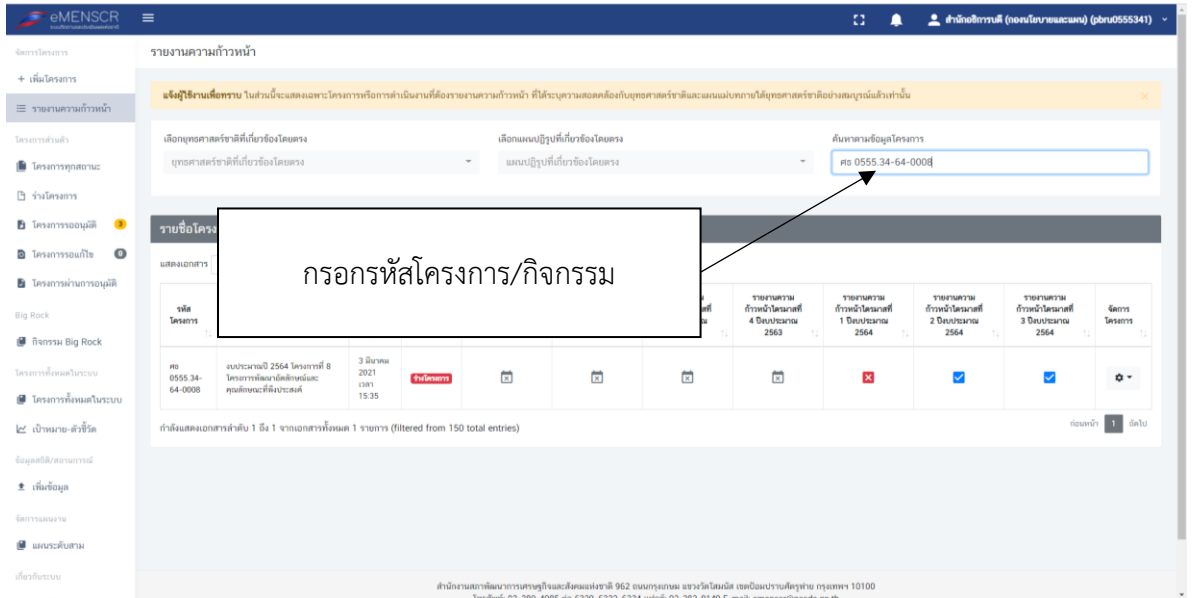 eMENSCR
สำนักอธิการบดี (กองนโยบายและแผน) (pbru0555341)
จัดการโครงการ
+ เพิ่มโครงการ
รายงานความก้าวหน้า
โครงการส่วนตัว
โครงการทุกสถานะ
ร่างโครงการ
โครงการรออนุมัติ 3
โครงการรอแก้ไข 0
โครงการผ่านการอนุมัติ
Big Rock
กิจกรรม Big Rock
โครงการทั้งหมดในระบบ
โครงการทั้งหมดในระบบ
เป้าหมาย-ตัวชี้วัด
ข้อมูลสถิติ/สถานการณ์
เพิ่มข้อมูล
จัดการแผนงาน
แผนระดับสาม
เกี่ยวกับระบบ
รายงานความก้าวหน้า
แจ้งผู้ใช้งานเพื่อทราบ ในส่วนนี้จะแสดงเฉพาะโครงการหรือการดำเนินงานที่ต้องรายงานความก้าวหน้า ที่ได้ระบุความสอดคล้องกับยุทธศาสตร์ชาติและแผนแม่บทภายใต้ยุทธศาสตร์ชาติอย่างสมบูรณ์แล้วเท่านั้น
เลือกยุทธศาสตร์ชาติที่เกี่ยวข้องโดยตรง
ยุทธศาสตร์ชาติที่เกี่ยวข้องโดยตรง
เลือกแผนปฏิรูปที่เกี่ยวข้องโดยตรง
แผนปฏิรูปที่เกี่ยวข้องโดยตรง
ค้นหาตามข้อมูลโครงการ
ศธ 0555.34-64-0008
กรอกรหัสโครงการ/กิจกรรม
รายชื่อโครง
แสดงเอกสาร
รหัส
โครงการ
รายงานความ
ก้าวหน้าไตรมาสที่
4 ปีงบประมาณ
2563
รายงานความ
ก้าวหน้าไตรมาสที่
1 ปีงบประมาณ
2564
รายงานความ
ก้าวหน้าไตรมาสที่
2 ปีงบประมาณ
2564
รายงานความ
ก้าวหน้าไตรมาสที่
3 ปีงบประมาณ
2564
จัดการ
โครงการ
ศธ
0555.34-
64-0008
งบประมาณปี 2564 โครงการที่ 8
โครงการพัฒนาอัตลักษณ์และ
คุณลักษณะที่พึงประสงค์
3 มีนาคม
2021
เวลา
15:35
ร่างโครงการ
กำลังแสดงเอกสารลำดับ 1 ถึง 1 จากเอกสารทั้งหมด 1 รายการ (filtered from 150 total entries)
ก่อนหน้า 1 ถัดไป
สำนักงานสภาพัฒนาการเศรษฐกิจและสังคมแห่งชาติ 962 ถนนกรุงเกษม แขวงวัดโสมนัส เขตป้อมปราบศัตรูพ่าย กรุงเทพฯ 10100